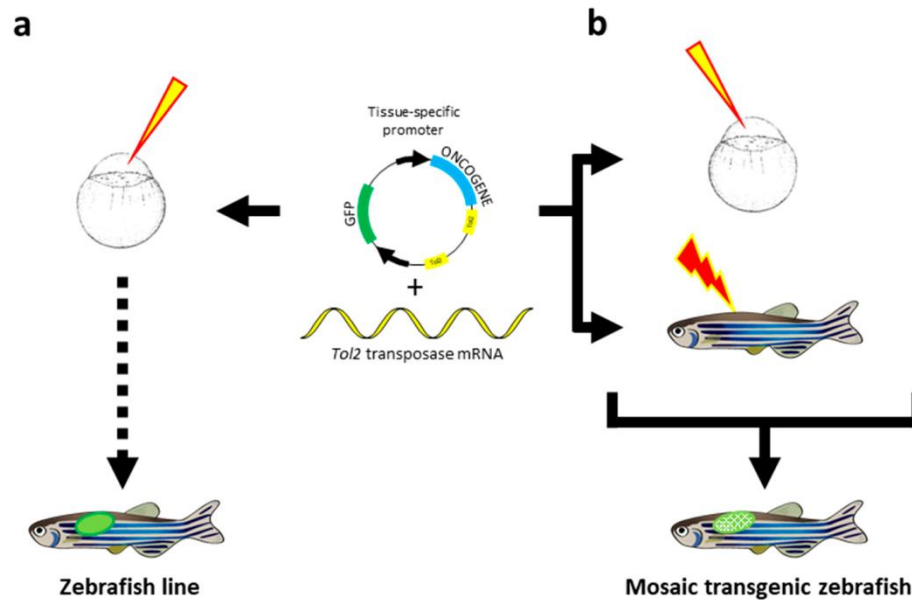 a
b
Tissue-specific
promoter
ONCOGENE
GFP
Tol2
Tol2
+
Tol2 transposase mRNA
Zebrafish line
Mosaic transgenic zebrafish